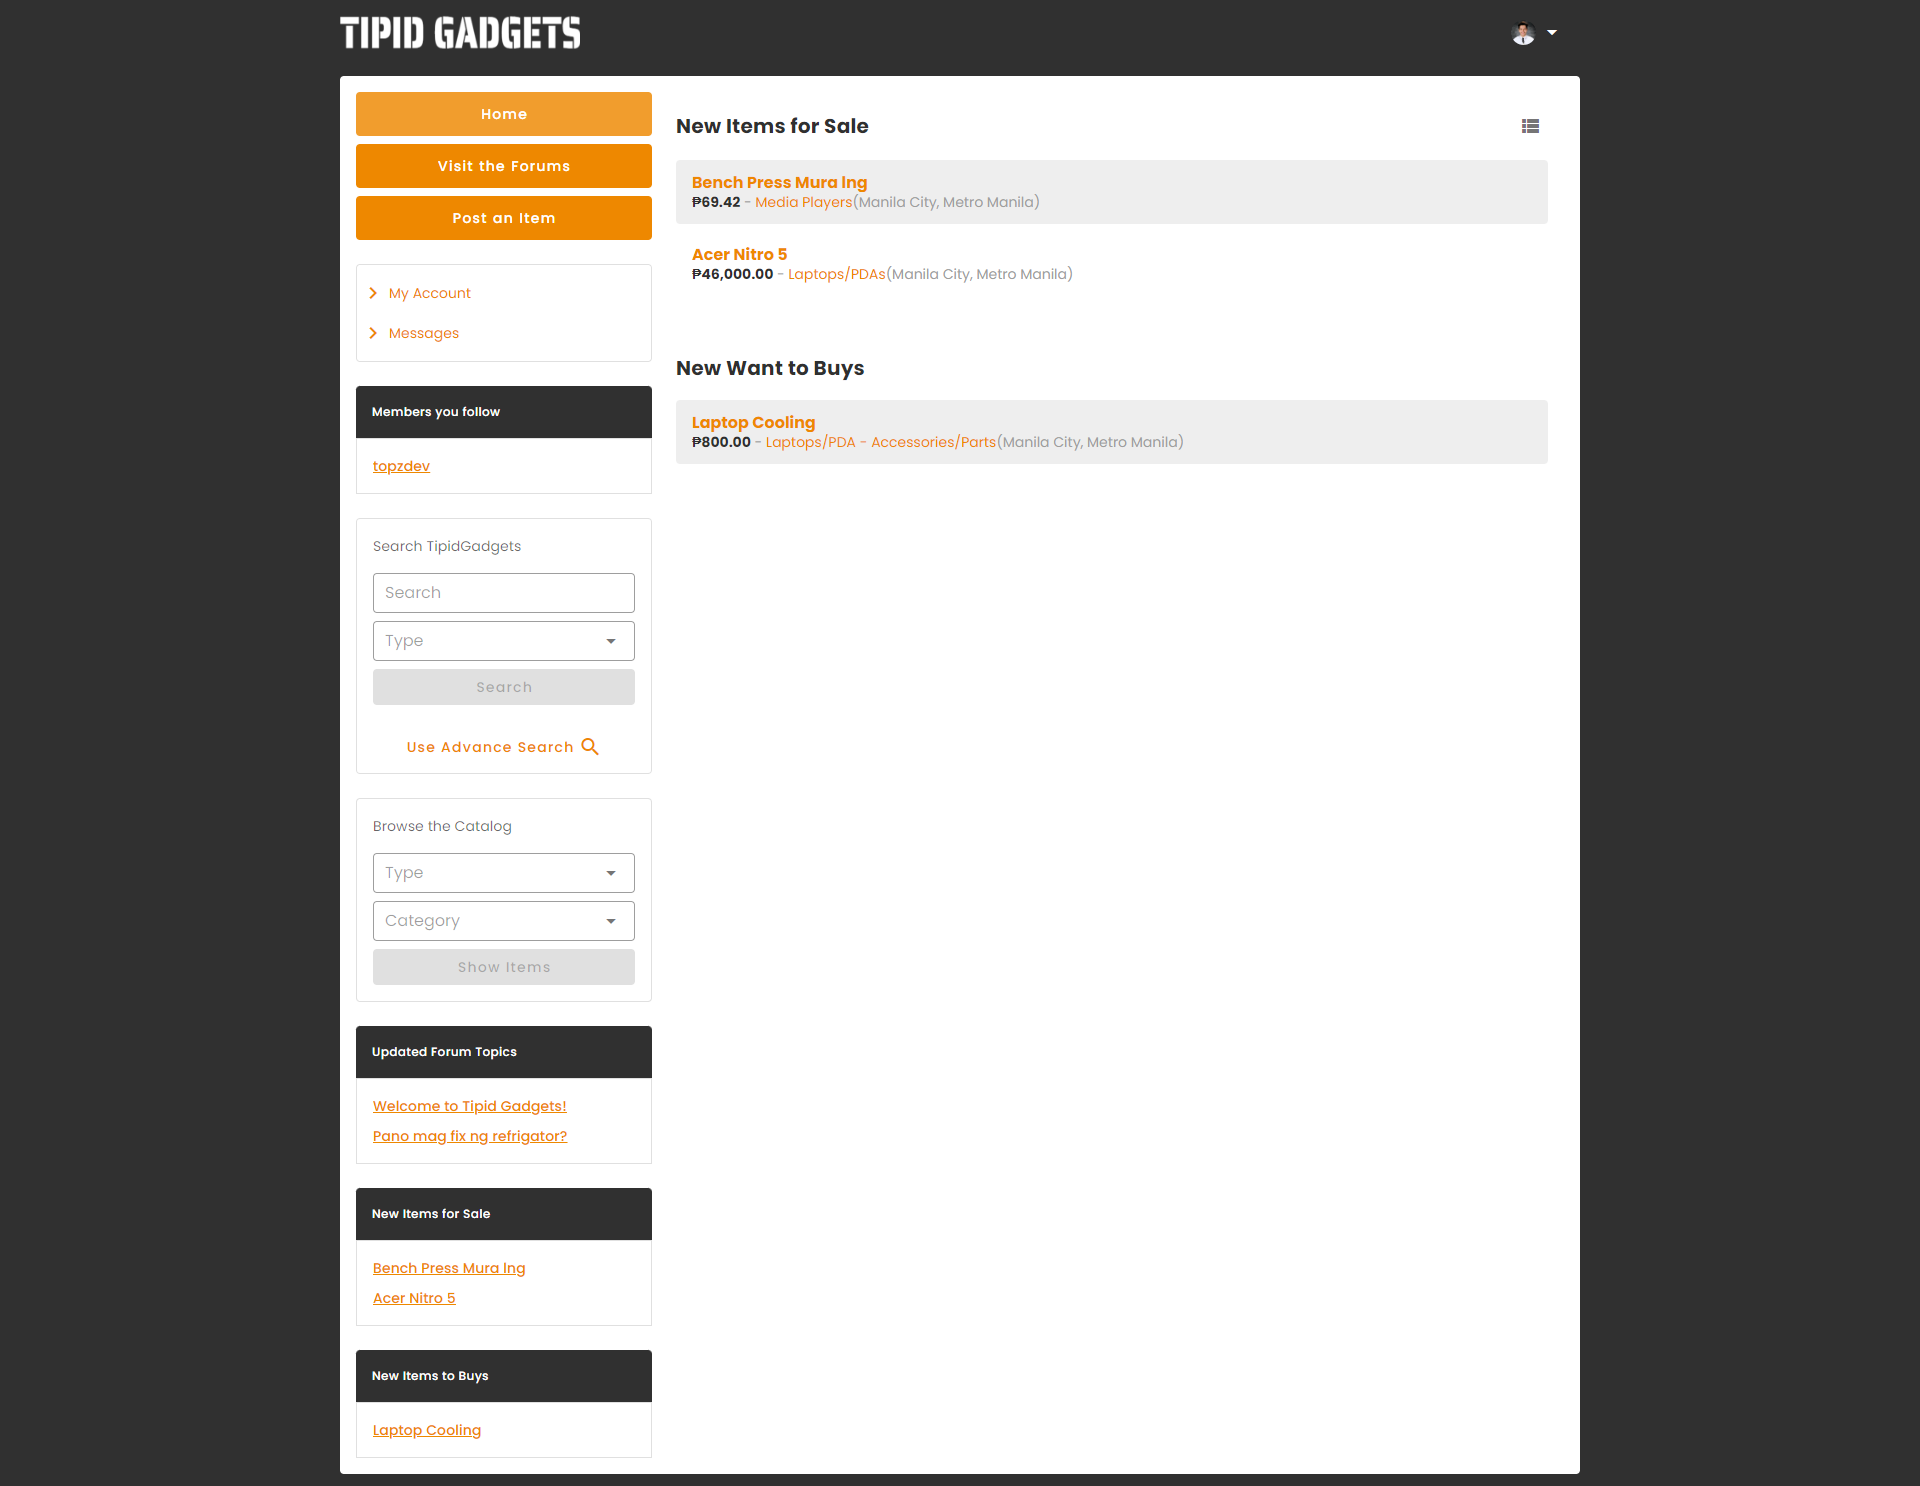 TIPID GADGETS
Home
Visit the Forums
Post an Item
My Account
Messages
Members you follow
topzdev
Search TipidGadgets
Search
Type
Search
Use Advance Search
Browse the Catalog
Type
Category
Show Items
Updated Forum Topics
Welcome to Tipid Gadgets!
Pano mag fix ng refrigator?
New Items for Sale
Bench Press Mura lng
Acer Nitro 5
New Items to Buys
Laptop Cooling
New Items for Sale
Bench Press Mura lng
₱69.42 - Media Players(Manila City, Metro Manila)
Acer Nitro 5
₱46,000.00 - Laptops/PDAs(Manila City, Metro Manila)
New Want to Buys
Laptop Cooling
₱800.00 - Laptops/PDA - Accessories/Parts(Manila City, Metro Manila)